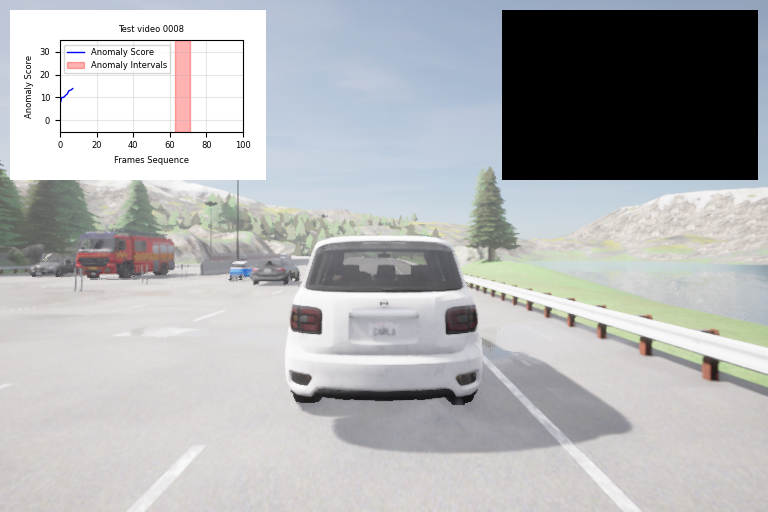 Test video 0008
Anomaly Score
Anomaly Intervals
Anomaly Score
30
20
10
0
0 20 40 60 80 100
Frames Sequence
CARLA